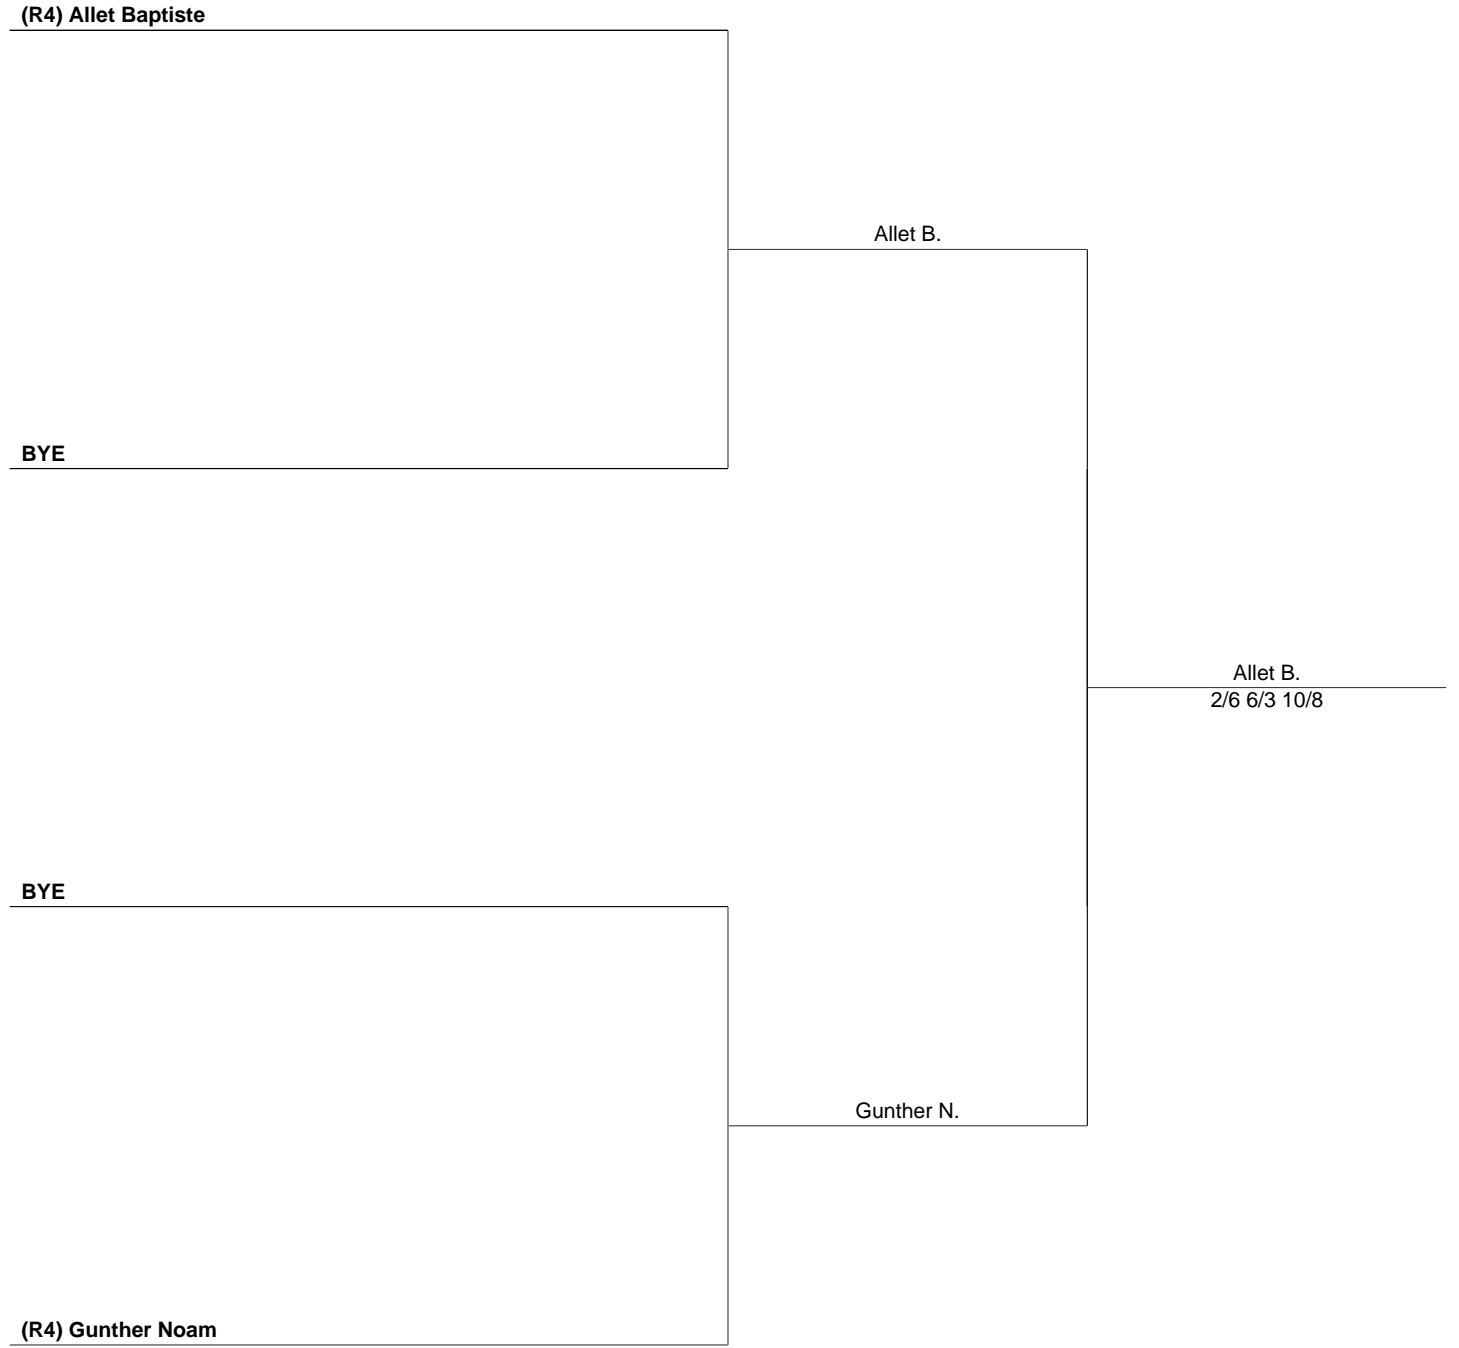 (R4) Allet Baptiste
Allet B.
BYE
Allet B.
2/6 6/3 10/8
BYE
Gunther N.
(R4) Gunther Noam